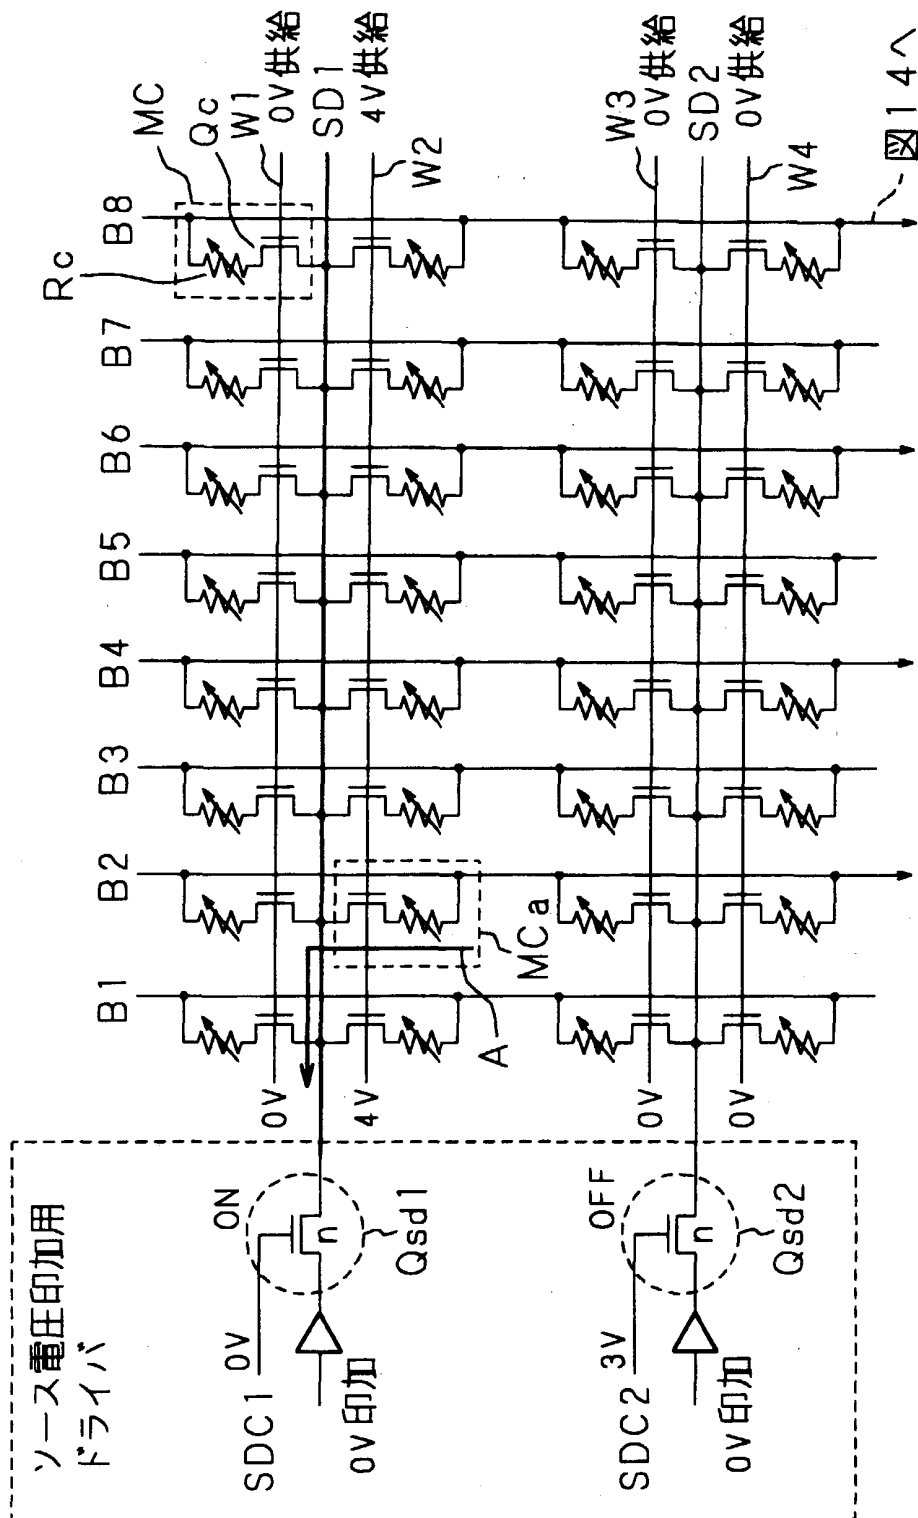 B1
B2
B3
B4
B5
B6
B7
B8
MC
Rc
Qc
W1
0V供給
SD1
4V供給
W2
W3
0V供給
SD2
0V供給
W4
図14へ
MCa
A
0V
4V
0V
0V
ソース電圧印加用
ドライバ
ON
n
Qsd1
SDC1
0V
0V印加
OFF
n
Qsd2
SDC2
3V
0V印加